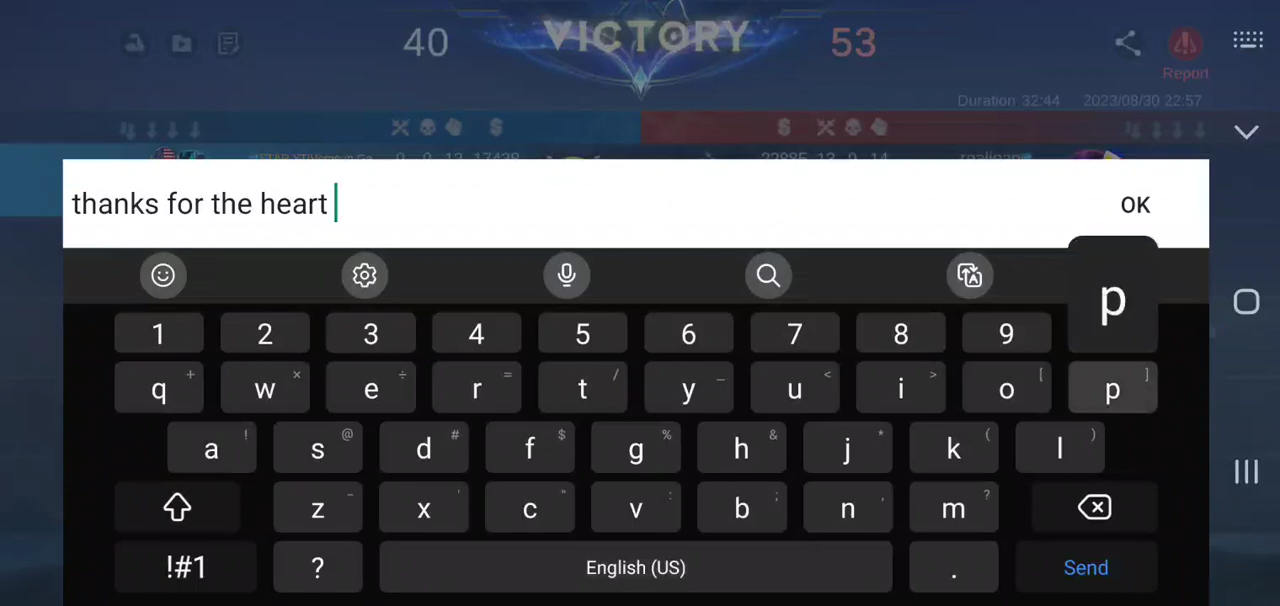 40 VICTORY 53
Report
Duration 32:44 2023/08/30 22:57
thanks for the heart OK
p
1 2 3 4 5 6 7 8 9
q + w × e ÷ r = t / y _ u < i > o [ p ]
a ! s @ d # f $ g % h & j * k ( l )
z - x ' c " v : b ; n , m ?
!#1 ? English (US) . Send